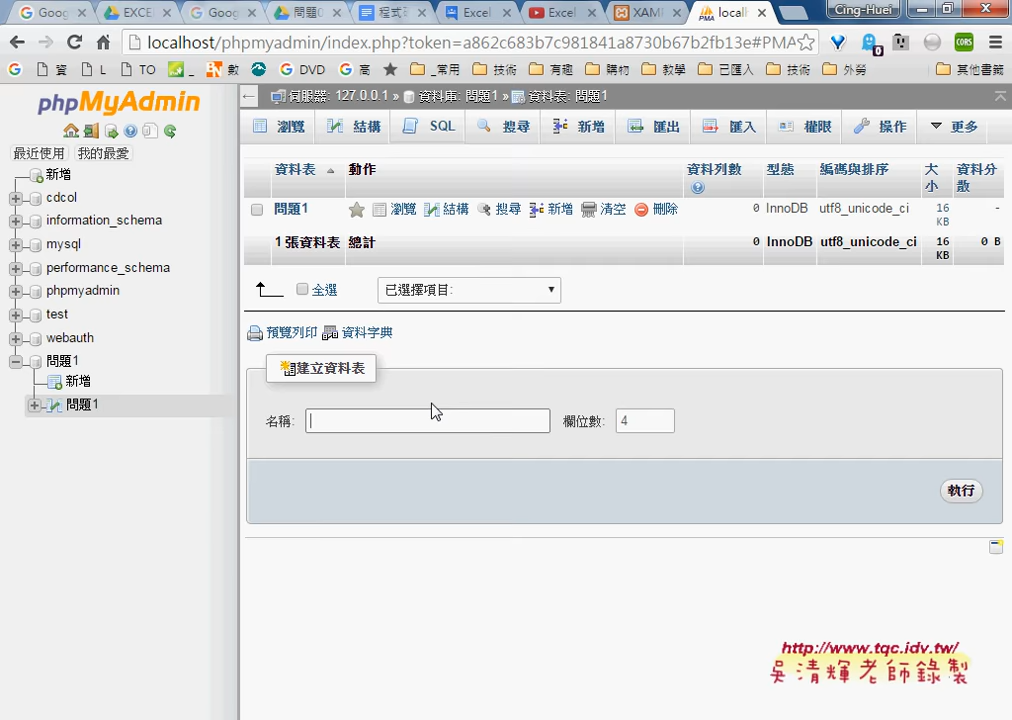 Goog
EXCE
Goog
問題0
程式
Excel
Excel
XAM
locall
Cing-Huei
localhost/phpmyadmin/index.php?token=a862c683b7c981841a8730b67b2fb13e#PMA
資
L
TO
_
數
DVD
高
_常用
技術
有趣
購物
教學
已匯入
技術
外勞
其他書籤
phpMyAdmin
最近使用
我的最愛
新增
cdcol
information_schema
mysql
performance_schema
phpmyadmin
test
webauth
問題1
新增
問題1
伺服器: 127.0.0.1 » 資料庫: 問題1 » 資料表: 問題1
瀏覽
結構
SQL
搜尋
新增
匯出
匯入
權限
操作
更多
資料表 動作 資料列數 型態 編碼與排序 大小 資料分散
問題1 瀏覽 結構 搜尋 新增 清空 刪除 0 InnoDB utf8_unicode_ci 16 KB -
1 張資料表 總計 0 InnoDB utf8_unicode_ci 16 KB 0 B
全選
已選擇項目:
預覽列印 資料字典
建立資料表
名稱:
欄位數: 4
執行
http://www.tqc.idv.tw/
吳清輝老師錄製